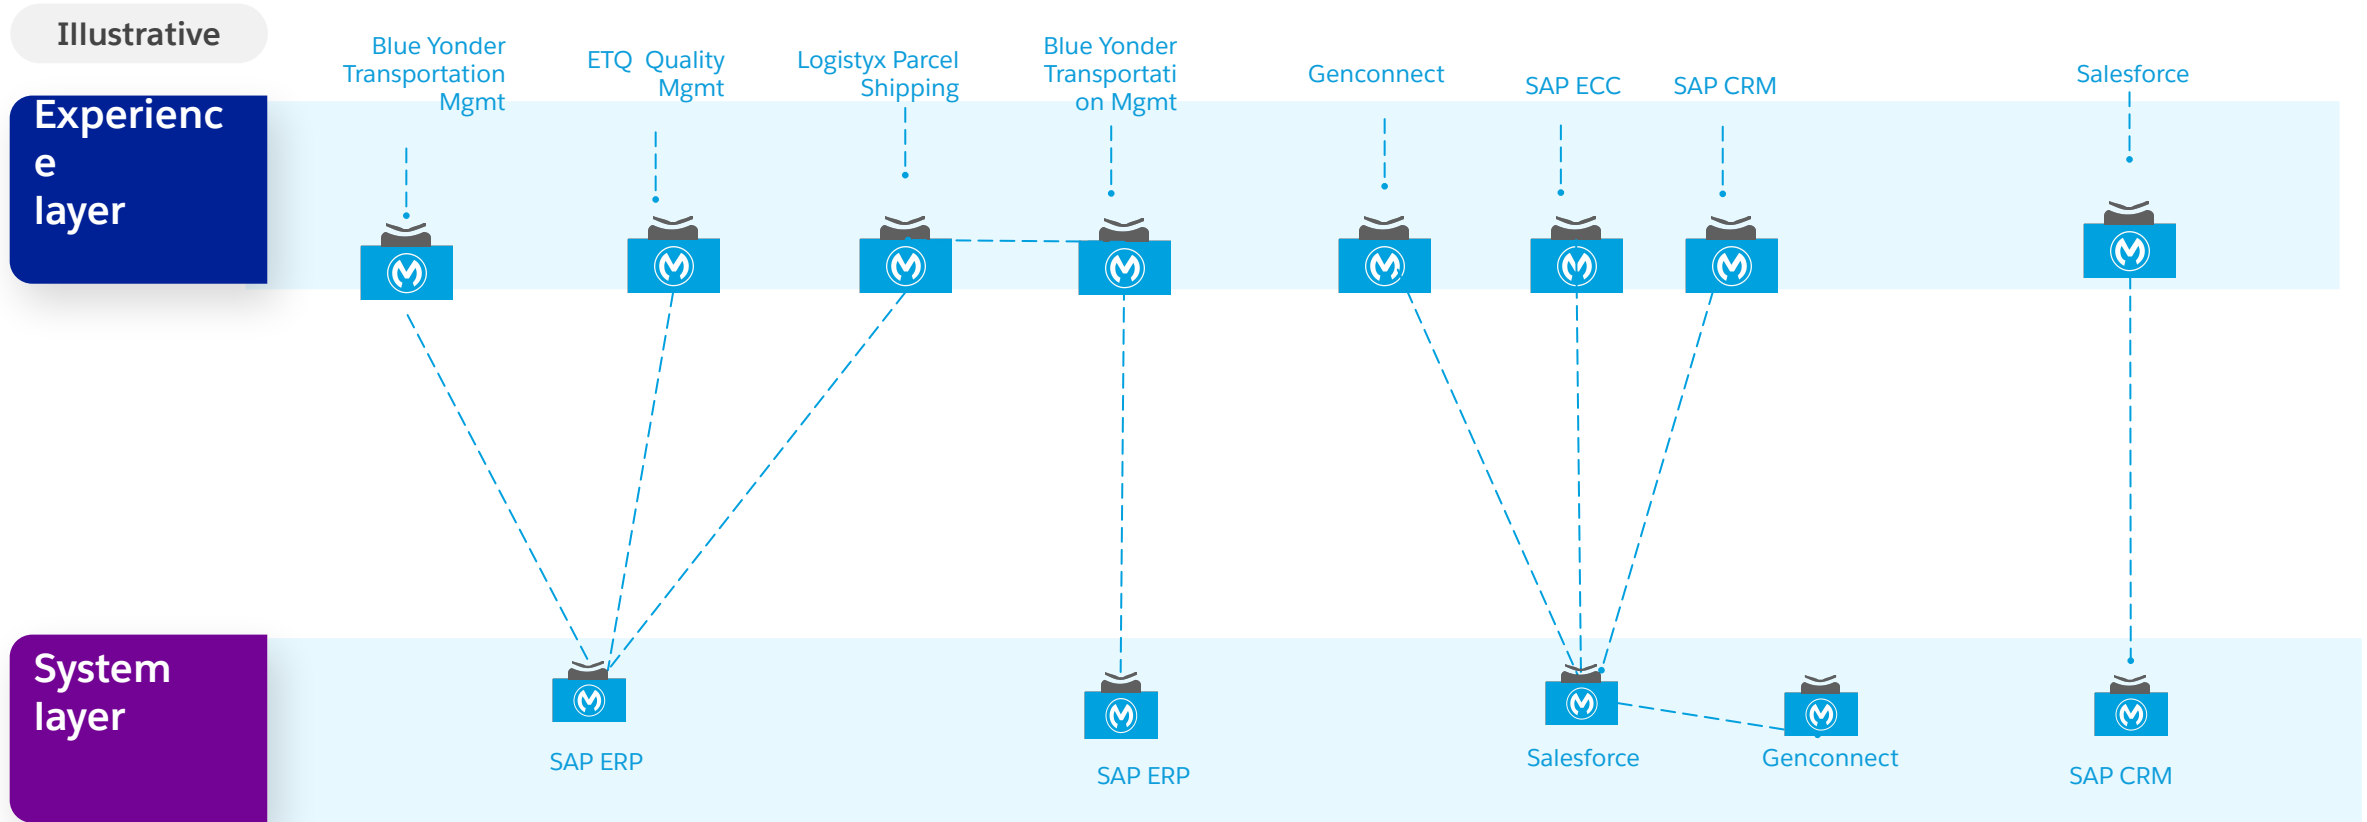 Illustrative
Blue Yonder
Transportation
Mgmt
ETQ  Quality
Mgmt
Logistyx Parcel
Shipping
Blue Yonder
Transportati
on Mgmt
Genconnect
SAP ECC
SAP CRM
Salesforce
Experienc
e
layer
System
layer
SAP ERP
SAP ERP
Salesforce
Genconnect
SAP CRM